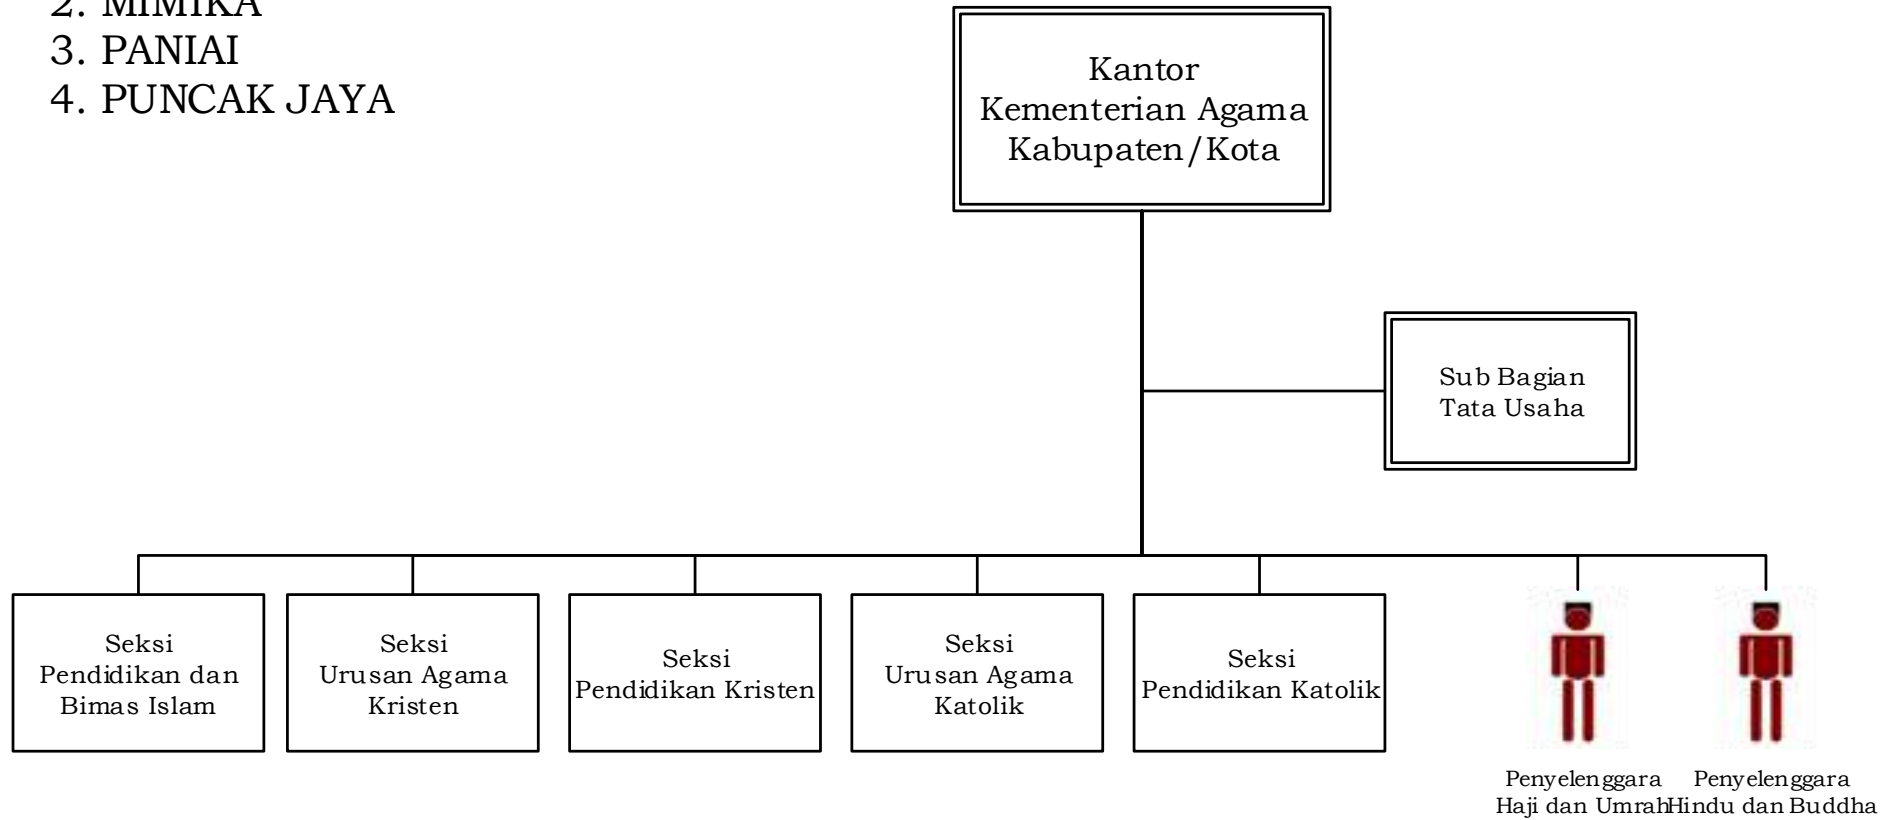 2. MIMIKA
3. PANIAI
4. PUNCAK JAYA
Kantor
Kementerian Agama
Kabupaten/Kota
Sub Bagian
Tata Usaha
Seksi
Pendidikan dan
Bimas Islam
Seksi
Urusan Agama
Kristen
Seksi
Pendidikan Kristen
Seksi
Urusan Agama
Katolik
Seksi
Pendidikan Katolik
Penyelenggara
Haji dan Umrah
Penyelenggara
Hindu dan Buddha